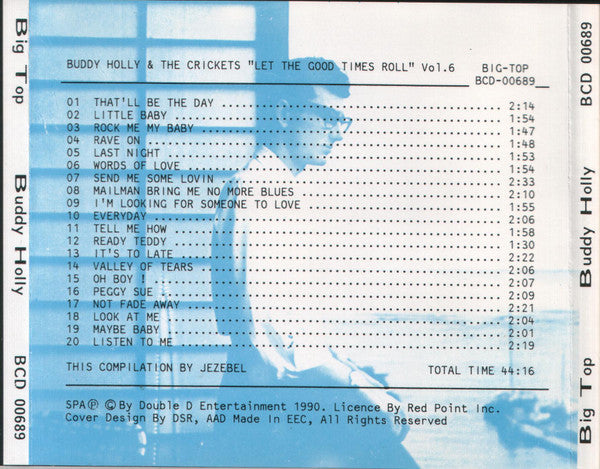 Big Top Buddy Holly BCD 00689
BUDDY HOLLY & THE CRICKETS "LET THE GOOD TIMES ROLL" Vol.6
BIG-TOP
BCD-00689
01 THAT'LL BE THE DAY 2:14
02 LITTLE BABY 1:54
03 ROCK ME MY BABY 1:47
04 RAVE ON 1:48
05 LAST NIGHT 1:53
06 WORDS OF LOVE 1:54
07 SEND ME SOME LOVIN 2:33
08 MAILMAN BRING ME NO MORE BLUES 2:10
09 I'M LOOKING FOR SOMEONE TO LOVE 1:55
10 EVERYDAY 2:06
11 TELL ME HOW 1:58
12 READY TEDDY 1:30
13 IT'S TO LATE 2:22
14 VALLEY OF TEARS 2:06
15 OH BOY ! 2:07
16 PEGGY SUE 2:09
17 NOT FADE AWAY 2:21
18 LOOK AT ME 2:04
19 MAYBE BABY 2:01
20 LISTEN TO ME 2:19
THIS COMPILATION BY JEZEBEL TOTAL TIME 44:16
SPA℗ ©By Double D Entertainment 1990. Licence By Red Point Inc.
Cover Design By DSR, AAD Made In EEC, All Rights Reserved
Big Top Buddy Holly BCD 00689